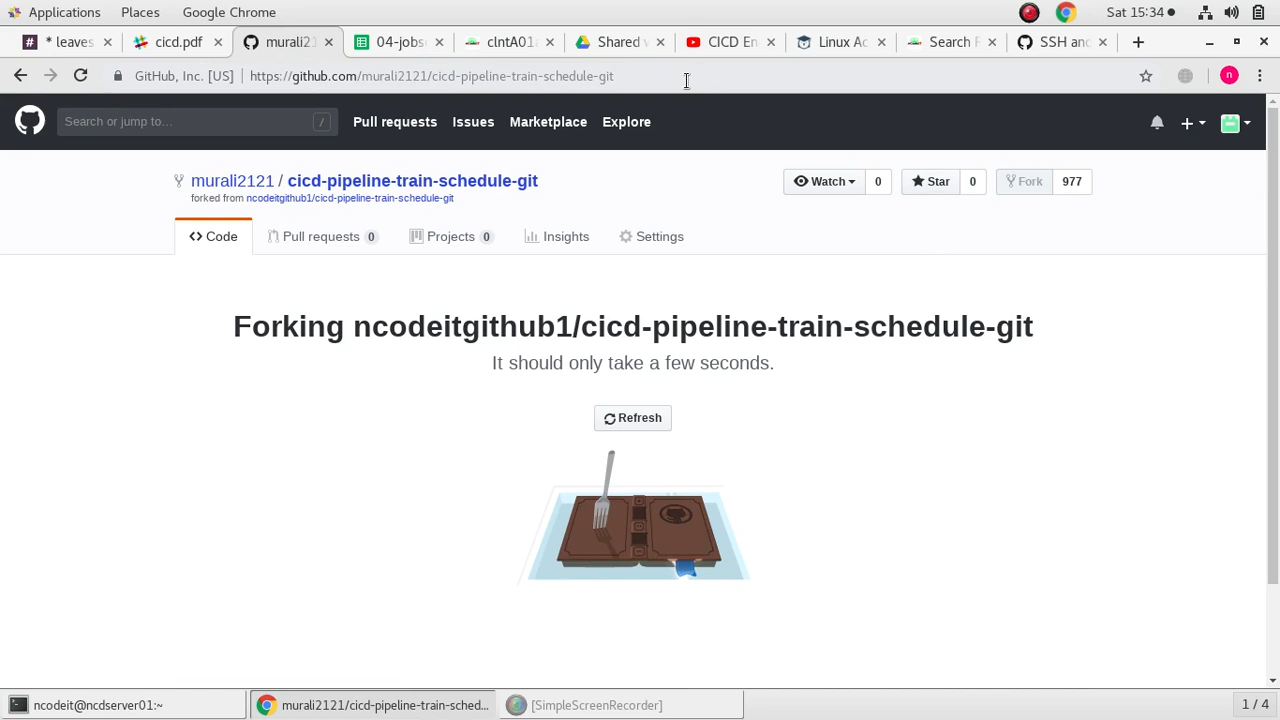 Applications Places Google Chrome Sat 15:34
* leaves cicd.pdf murali21 04-jobs clntA01 Shared CICD En Linux Ac Search F SSH and
GitHub, Inc. [US] https://github.com/murali2121/cicd-pipeline-train-schedule-git n
Search or jump to... / Pull requests Issues Marketplace Explore
murali2121 / cicd-pipeline-train-schedule-git Watch 0 Star 0 Fork 977
forked from ncodeitgithub1/cicd-pipeline-train-schedule-git
Code Pull requests 0 Projects 0 Insights Settings
Forking ncodeitgithub1/cicd-pipeline-train-schedule-git
It should only take a few seconds.
Refresh
ncodeit@ncdserver01:~ murali2121/cicd-pipeline-train-sched... [SimpleScreenRecorder] 1 / 4